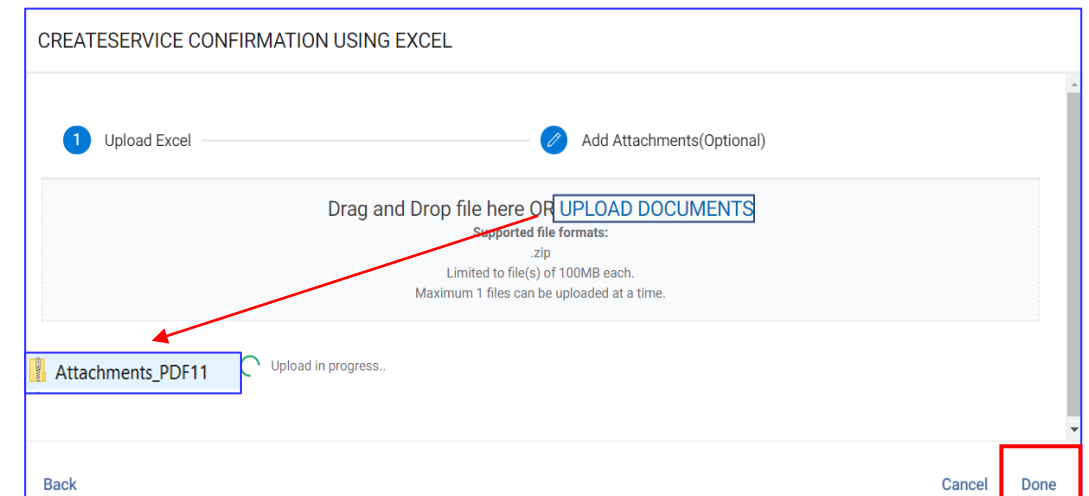 CREATESERVICE CONFIRMATION USING EXCEL
1 Upload Excel
Add Attachments(Optional)
Drag and Drop file here OR UPLOAD DOCUMENTS
Supported file formats:
.zip
Limited to file(s) of 100MB each.
Maximum 1 files can be uploaded at a time.
Attachments_PDF11
Upload in progress..
Back
Cancel
Done